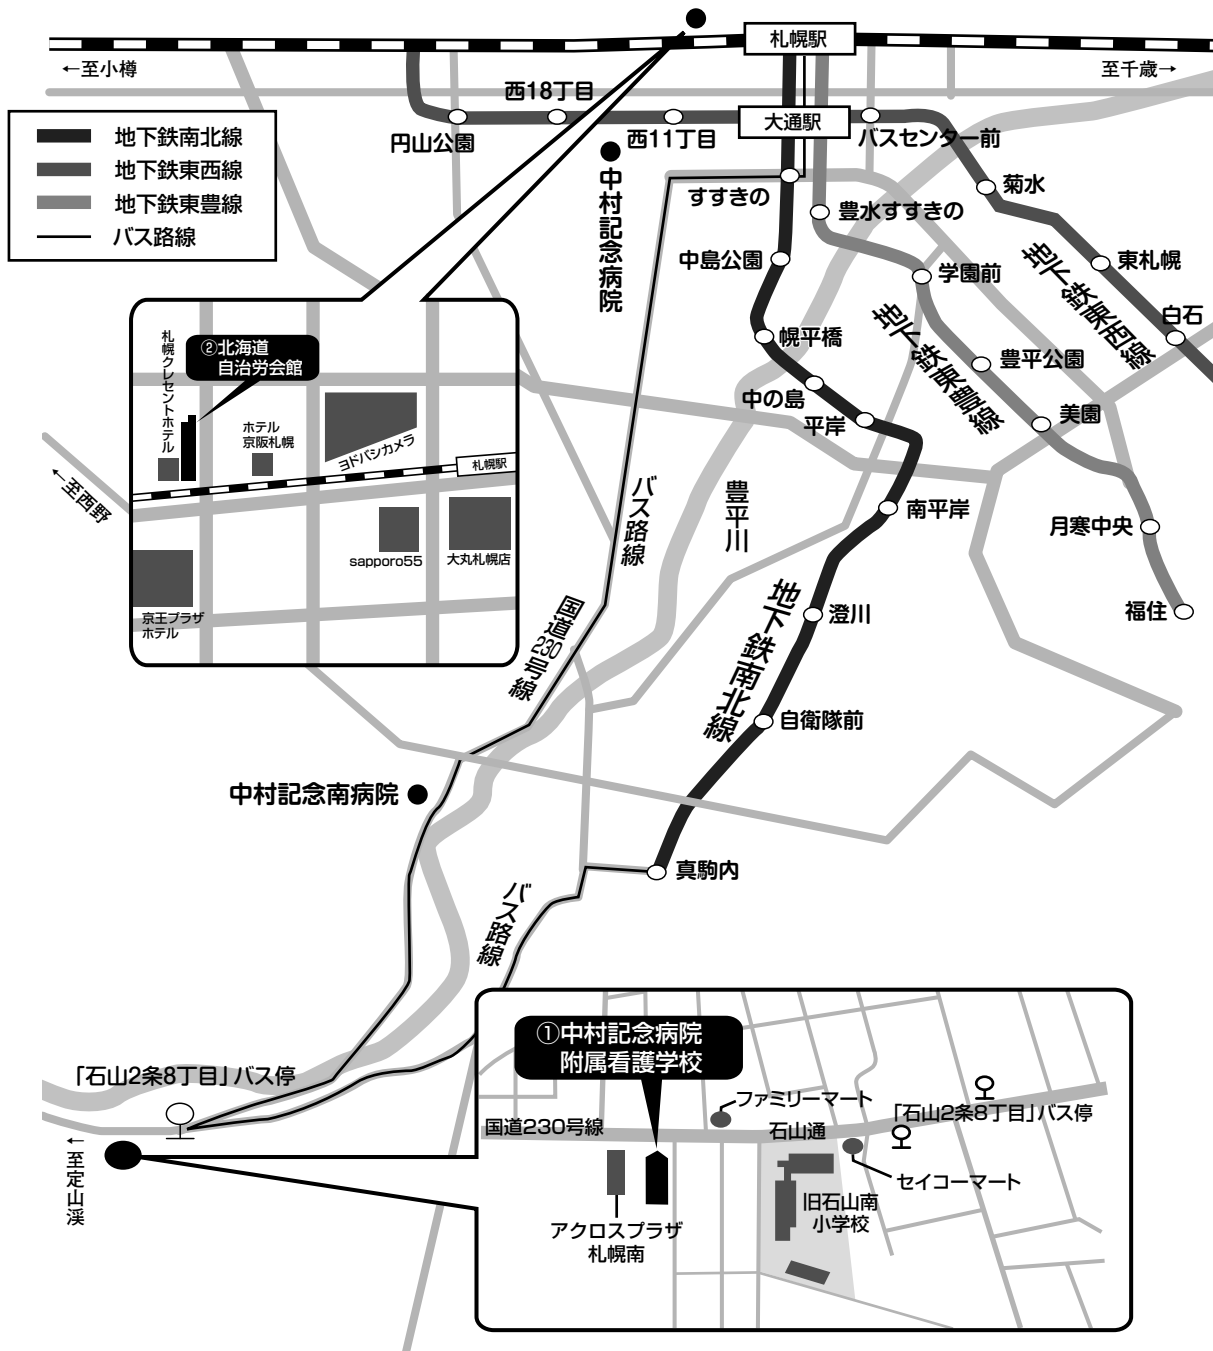 札幌駅
←至小樽
至千歳→
西18丁目
円山公園
西11丁目
大通駅
バスセンター前
地下鉄南北線
地下鉄東西線
地下鉄東豊線
バス路線
中村記念病院
すすきの
豊水すすきの
菊水
中島公園
学園前
東札幌
地下鉄東西線
白石
幌平橋
地下鉄東豊線
豊平公園
中の島
平岸
美園
南平岸
月寒中央
福住
豊平川
バス路線
澄川
地下鉄南北線
自衛隊前
国道230号線
②北海道
自治労会館
札幌クレセントホテル
ホテル
京阪札幌
ヨドバシカメラ
札幌駅
sapporo55
大丸札幌店
京王プラザ
ホテル
←至西野
中村記念南病院
真駒内
バス路線
「石山2条8丁目」バス停
←至定山渓
①中村記念病院
附属看護学校
ファミリーマート
国道230号線
石山通
「石山2条8丁目」バス停
セイコーマート
旧石山南
小学校
アクロスプラザ
札幌南